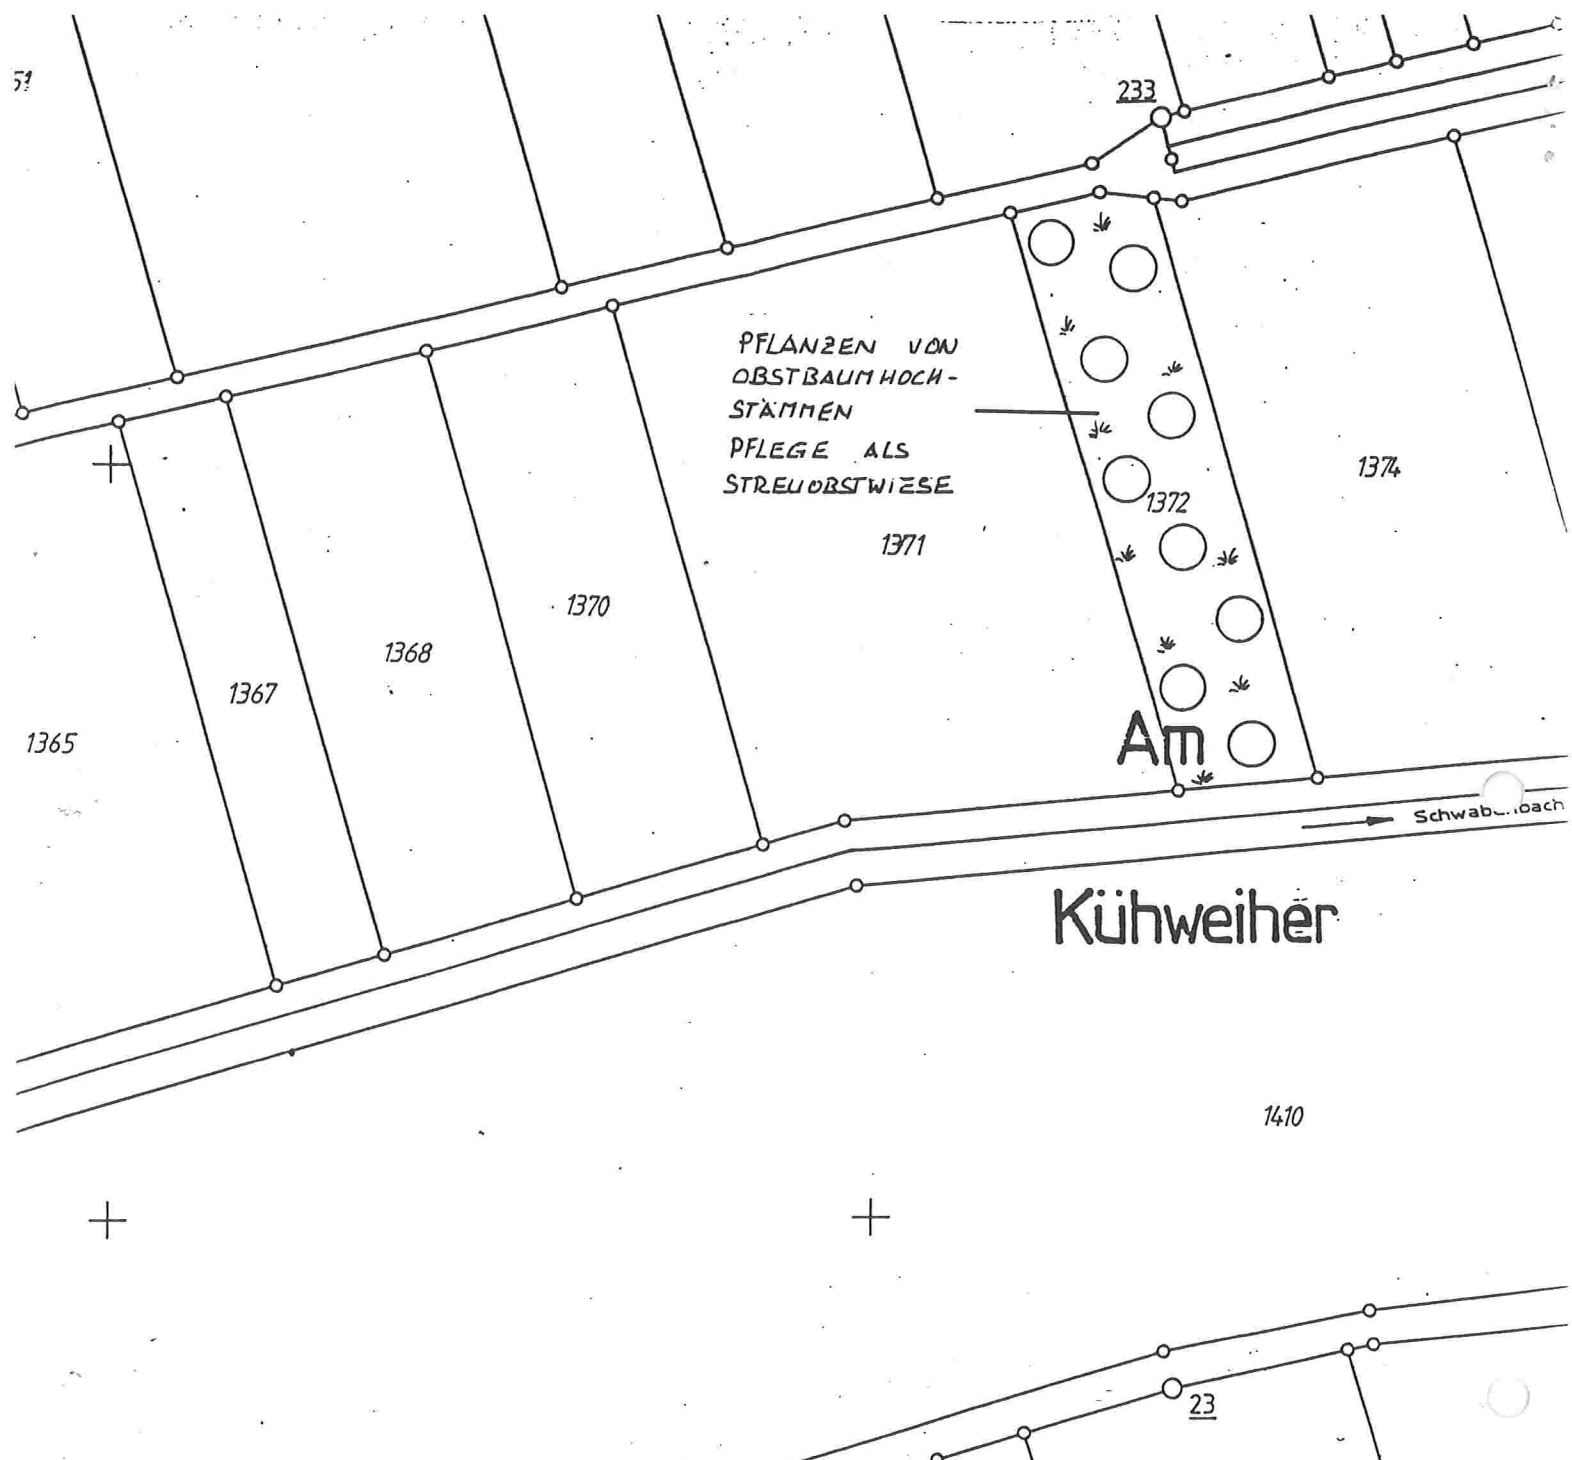 233
PFLANZEN VON
OBSTBAUMHOCH-
STÄMMEN
PFLEGE ALS
STREUOBSTWIESE
1374
1372
1371
1370
1368
1367
1365
Am
Schwabenbach
Kühweiher
1410
23